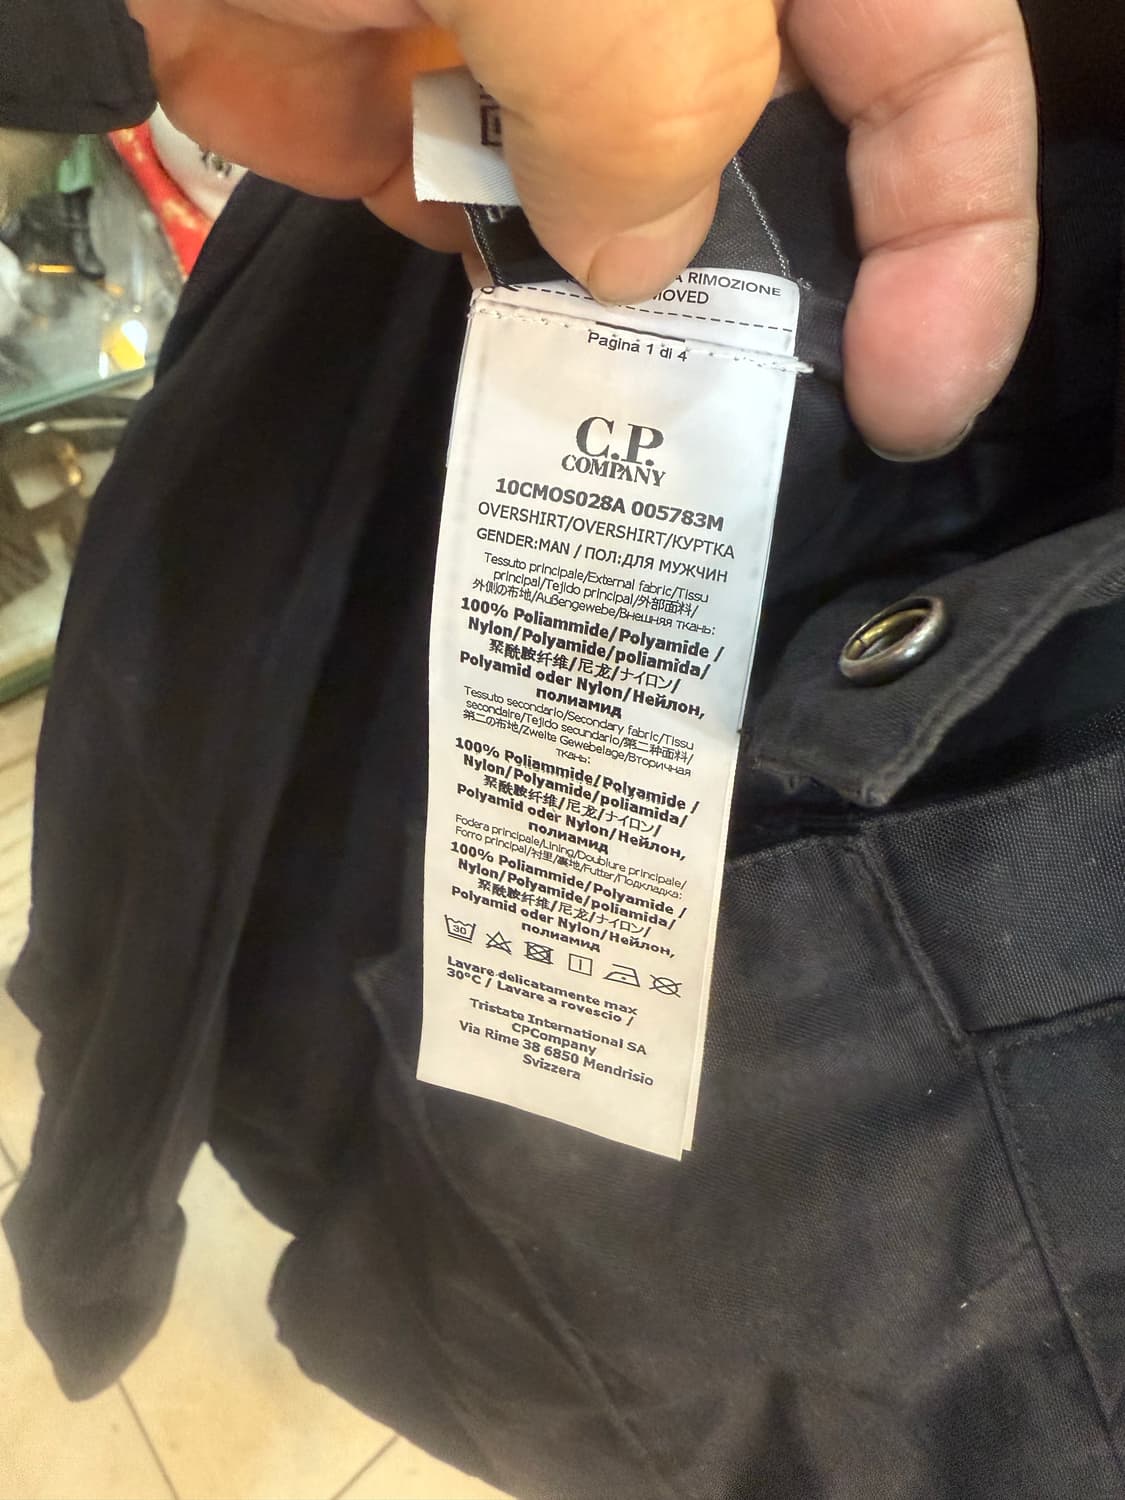 A RIMOZIONE
MOVED
Pagina 1 di 4
C.P.
COMPANY
10CMOS028A 005783M
OVERSHIRT/OVERSHIRT/КУРТКА
GENDER:MAN / ПОЛ:ДЛЯ МУЖЧИН
Tessuto principale/External fabric/Tissu
principal/Tejido principal/外部面料/
外側の布地/Außengewebe/Внешняя ткань:
100% Poliammide/Polyamide /
Nylon/Polyamide/poliamida/
聚酰胺纤维/尼龙/ナイロン/
Polyamid oder Nylon/Нейлон,
полиамид
Tessuto secondario/Secondary fabric/Tissu
secondaire/Tejido secundario/第二种面料/
第二の布地/Zweite Gewebelage/Вторичная
ткань:
100% Poliammide/Polyamide /
Nylon/Polyamide/poliamida/
聚酰胺纤维/尼龙/ナイロン/
Polyamid oder Nylon/Нейлон,
полиамид
Fodera principale/Lining/Doublure principale/
Forro principal/衬里/裏地/Futter/Подкладка:
100% Poliammide/Polyamide /
Nylon/Polyamide/poliamida/
聚酰胺纤维/尼龙/ナイロン/
Polyamid oder Nylon/Нейлон,
полиамид
30
Lavare delicatamente max
30°C / Lavare a rovescio /
Tristate International SA
CPCompany
Via Rime 38 6850 Mendrisio
Svizzera